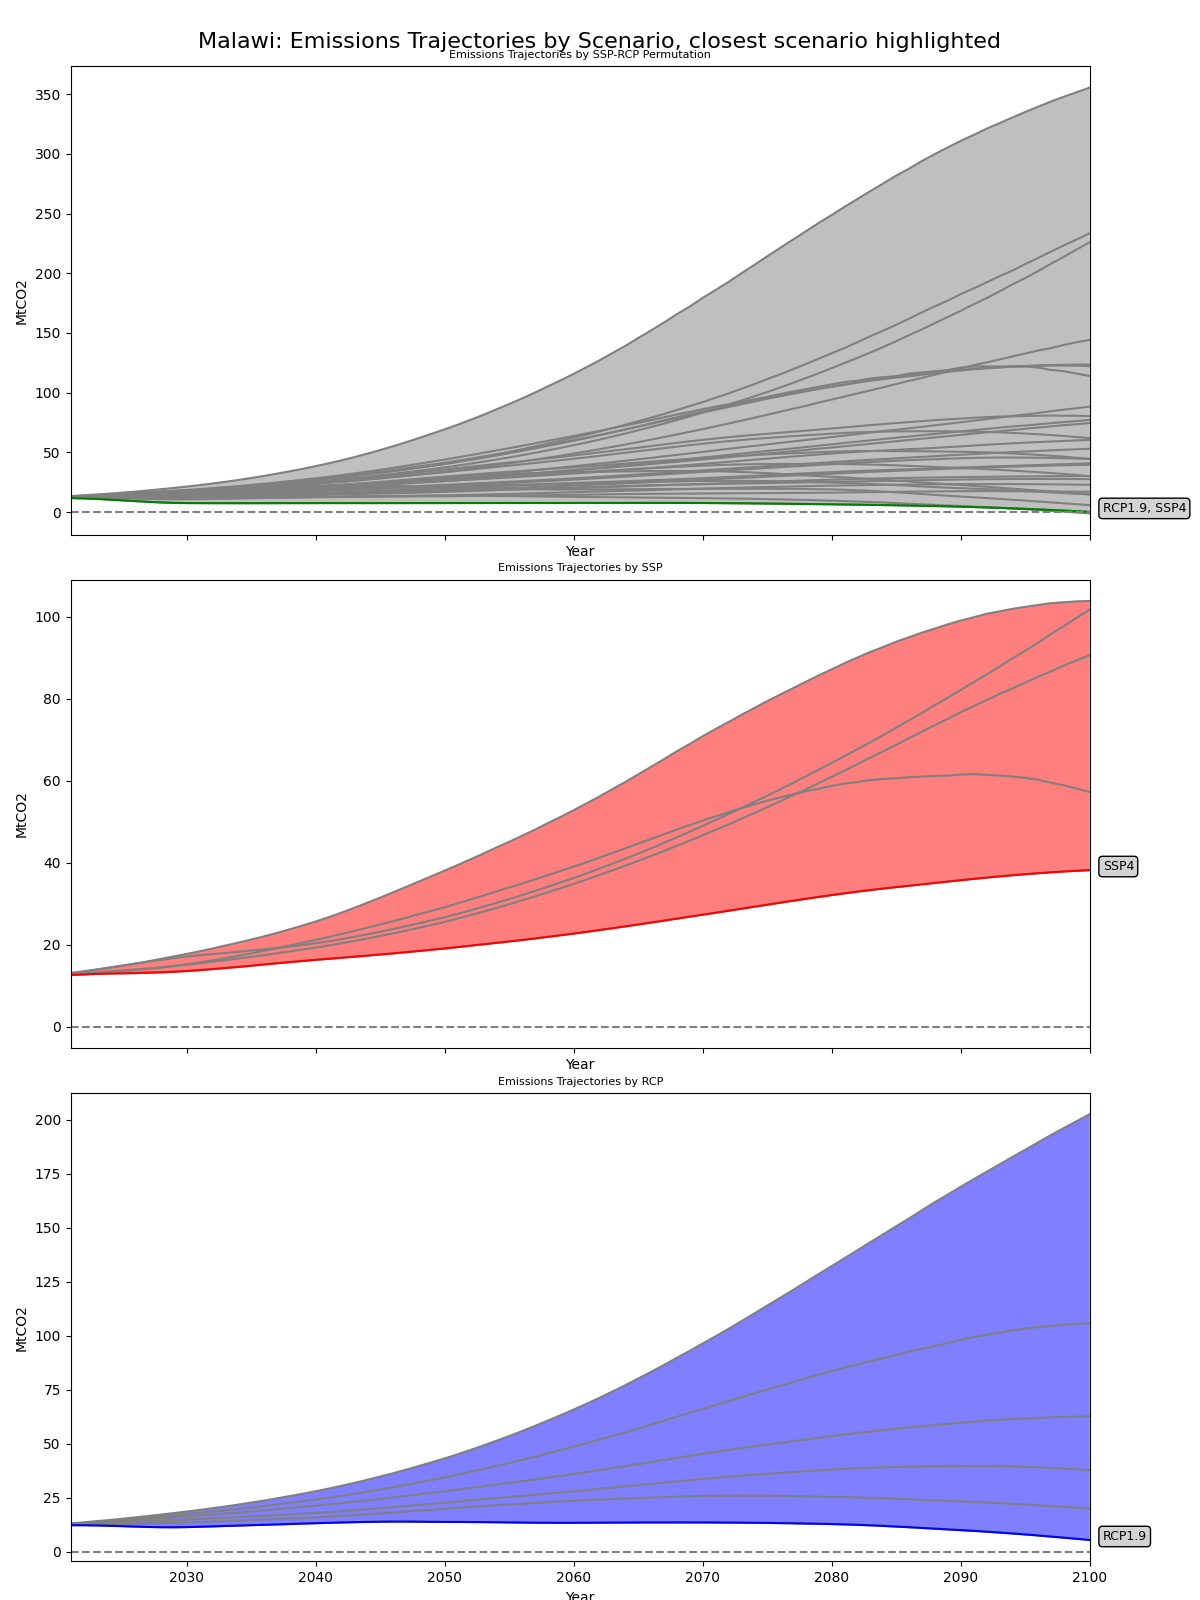 Malawi: Emissions Trajectories by Scenario, closest scenario highlighted
Emissions Trajectories by SSP-RCP Permutation
350
300
250
200
150
100
50
0
MtCO2
RCP1.9, SSP4
Year
Emissions Trajectories by SSP
100
80
60
40
20
0
MtCO2
SSP4
Year
Emissions Trajectories by RCP
200
175
150
125
100
75
50
25
0
MtCO2
RCP1.9
2030 2040 2050 2060 2070 2080 2090 2100
Year